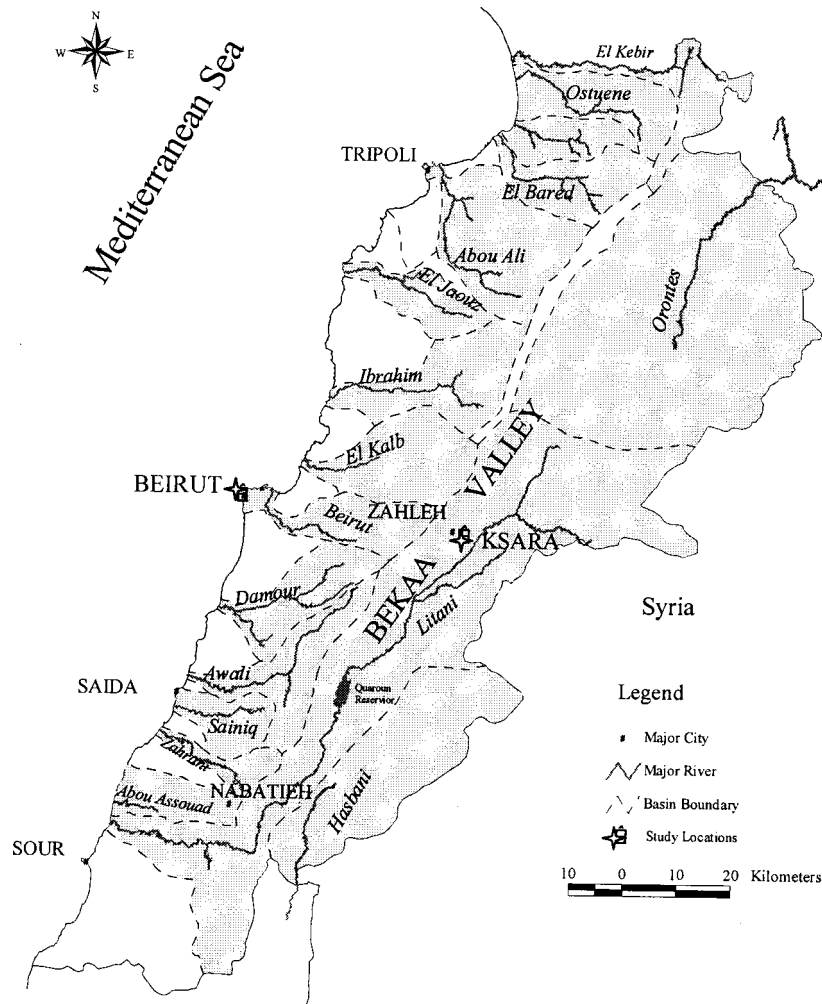 N
W E
S
Mediterranean Sea
El Kebir
Ostuene
TRIPOLI
El Bared
Abou Ali
El Jaouz
Orontes
Ibrahim
El Kalb
VALLEY
BEIRUT
ZAHLEH
Beirut
KSARA
BEKAA
Damour
Litani
Syria
Awali
SAIDA
Quaroun
Reservior
Sainiq
Zahrani
NABATIEH
Abou Assouad
Hasbani
SOUR
Legend
Major City
Major River
Basin Boundary
Study Locations
10 0 10 20 Kilometers